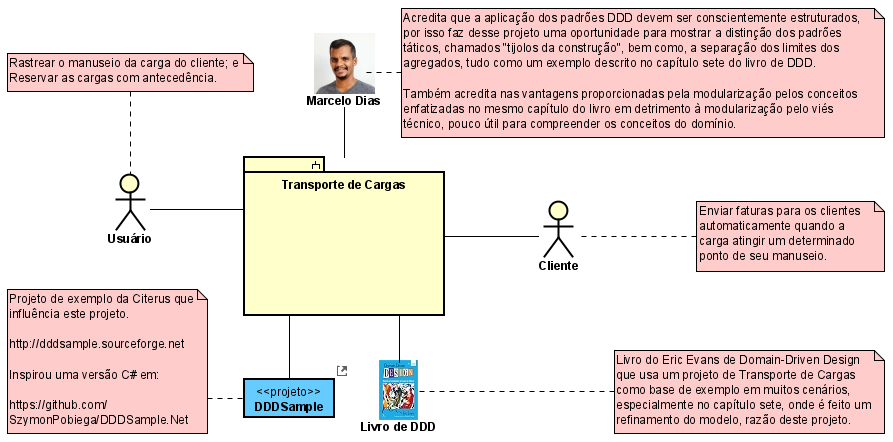 Acredita que a aplicação dos padrões DDD devem ser conscientemente estruturados,
por isso faz desse projeto uma oportunidade para mostrar a distinção dos padrões
táticos, chamados "tijolos da construção", bem como, a separação dos limites dos
agregados, tudo como um exemplo descrito no capítulo sete do livro de DDD.
Também acredita nas vantagens proporcionadas pela modularização pelos conceitos
enfatizadas no mesmo capítulo do livro em detrimento à modularização pelo viés
técnico, pouco útil para compreender os conceitos do domínio.
Rastrear o manuseio da carga do cliente; e
Reservar as cargas com antecedência.
Marcelo Dias
Transporte de Cargas
Usuário
Cliente
Enviar faturas para os clientes
automaticamente quando a
carga atingir um determinado
ponto de seu manuseio.
Projeto de exemplo da Citerus que
influência este projeto.
http://dddsample.sourceforge.net
Inspirou uma versão C# em:
https://github.com/
SzymonPobiega/DDDSample.Net
<<projeto>>
DDDSample
DESIGN
Livro de DDD
Livro do Eric Evans de Domain-Driven Design
que usa um projeto de Transporte de Cargas
como base de exemplo em muitos cenários,
especialmente no capítulo sete, onde é feito um
refinamento do modelo, razão deste projeto.